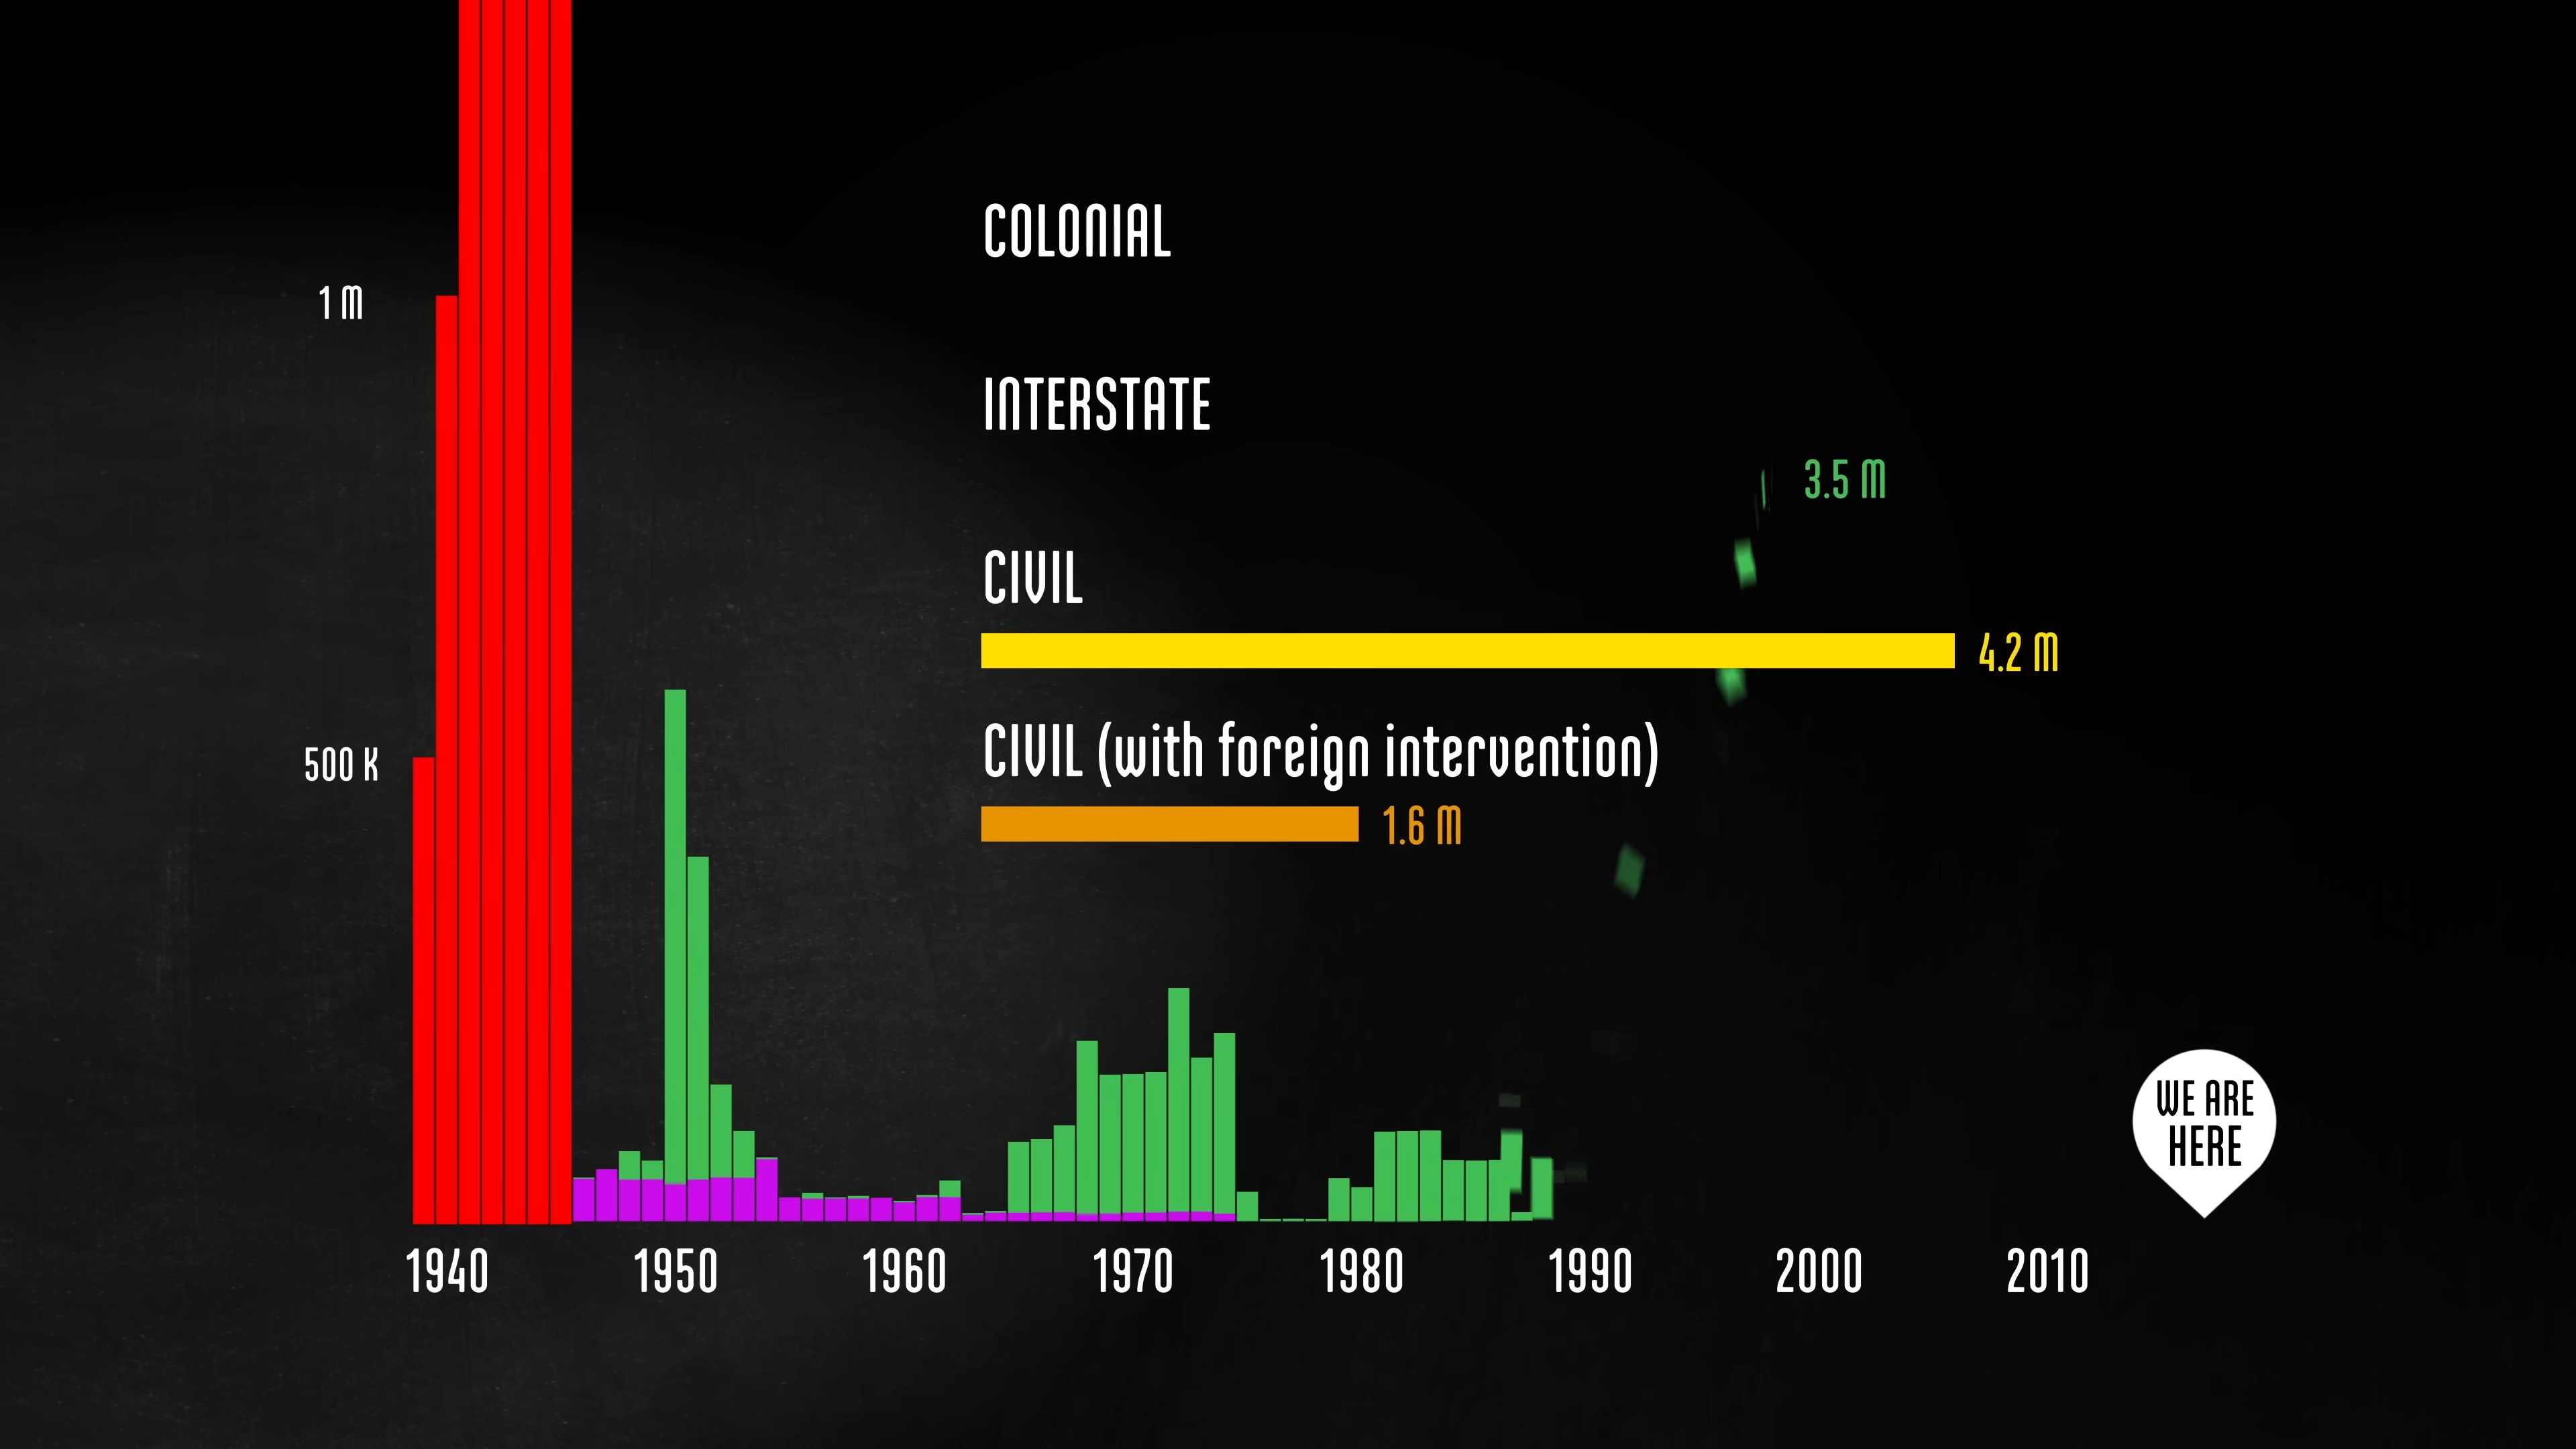 COLONIAL
1 M
INTERSTATE
3.5 M
CIVIL
4.2 M
CIVIL (with foreign intervention)
500 K
1.6 M
WE ARE
HERE
1940 1950 1960 1970 1980 1990 2000 2010